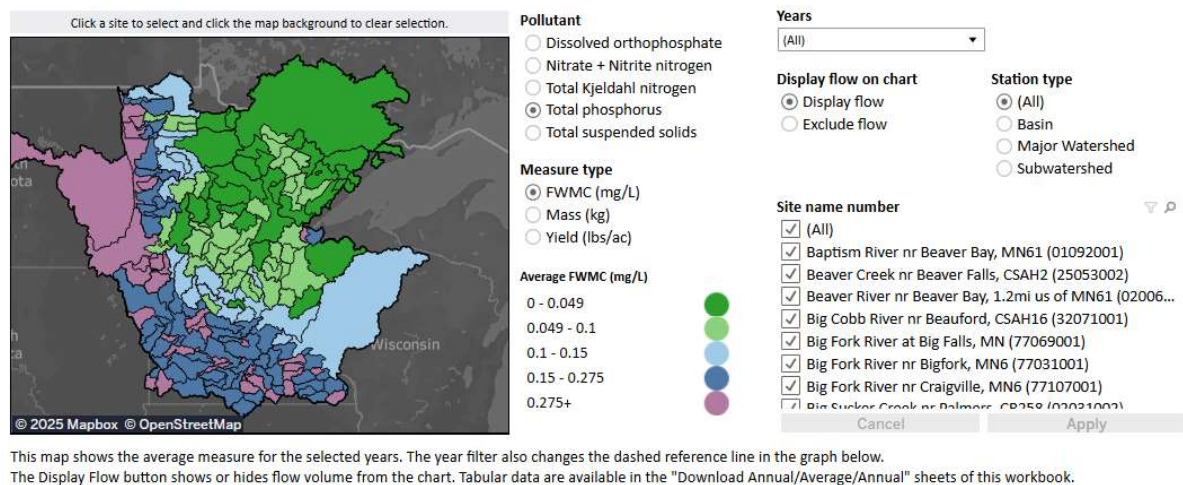 Click a site to select and click the map background to clear selection.
Wisconsin
© 2025 Mapbox © OpenStreetMap
Pollutant
Dissolved orthophosphate
Nitrate + Nitrite nitrogen
Total Kjeldahl nitrogen
Total phosphorus
Total suspended solids
Measure type
FWMC (mg/L)
Mass (kg)
Yield (lbs/ac)
Average FWMC (mg/L)
0 - 0.049
0.049 - 0.1
0.1 - 0.15
0.15 - 0.275
0.275+
Years
(All)
Display flow on chart
Display flow
Exclude flow
Station type
(All)
Basin
Major Watershed
Subwatershed
Site name number
(All)
Baptism River nr Beaver Bay, MN61 (01092001)
Beaver Creek nr Beaver Falls, CSAH2 (25053002)
Beaver River nr Beaver Bay, 1.2mi us of MN61 (02006...
Big Cobb River nr Beauford, CSAH16 (32071001)
Big Fork River at Big Falls, MN (77069001)
Big Fork River nr Bigfork, MN6 (77031001)
Big Fork River nr Craigville, MN6 (77107001)
Big Sucker Creek nr Palmers, CR258 (02031002)
Cancel
Apply
This map shows the average measure for the selected years. The year filter also changes the dashed reference line in the graph below.
The Display Flow button shows or hides flow volume from the chart. Tabular data are available in the "Download Annual/Average/Annual" sheets of this workbook.